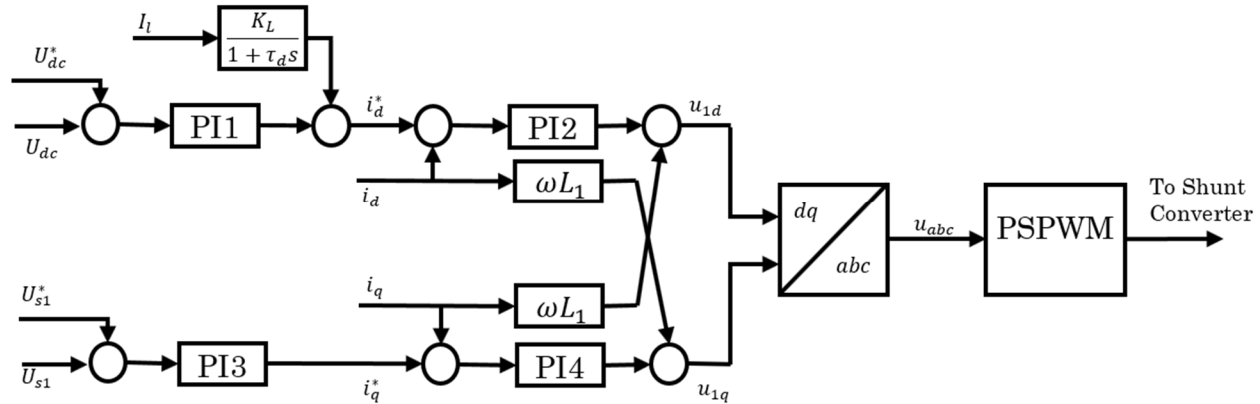 I_l
K_L
1 + τ_d s
U*_dc
U_dc
PI1
i*_d
PI2
u_1d
i_d
ωL_1
dq
abc
u_abc
PSPWM
To Shunt
Converter
U*_s1
U_s1
PI3
i_q
ωL_1
i*_q
PI4
u_1q